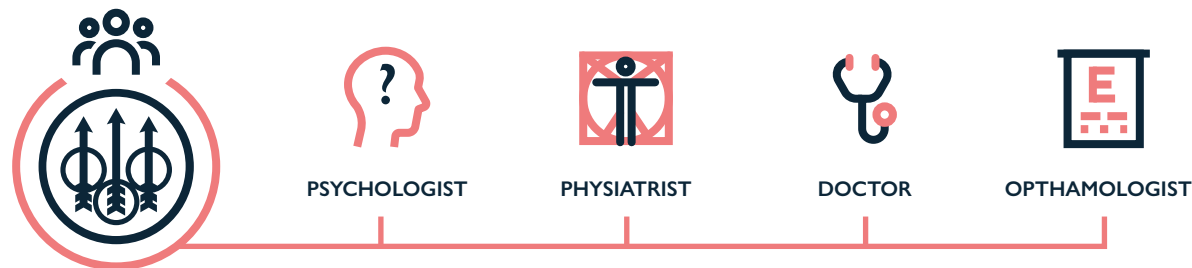 ?
E
PSYCHOLOGIST
PHYSIATRIST
DOCTOR
OPTHAMOLOGIST